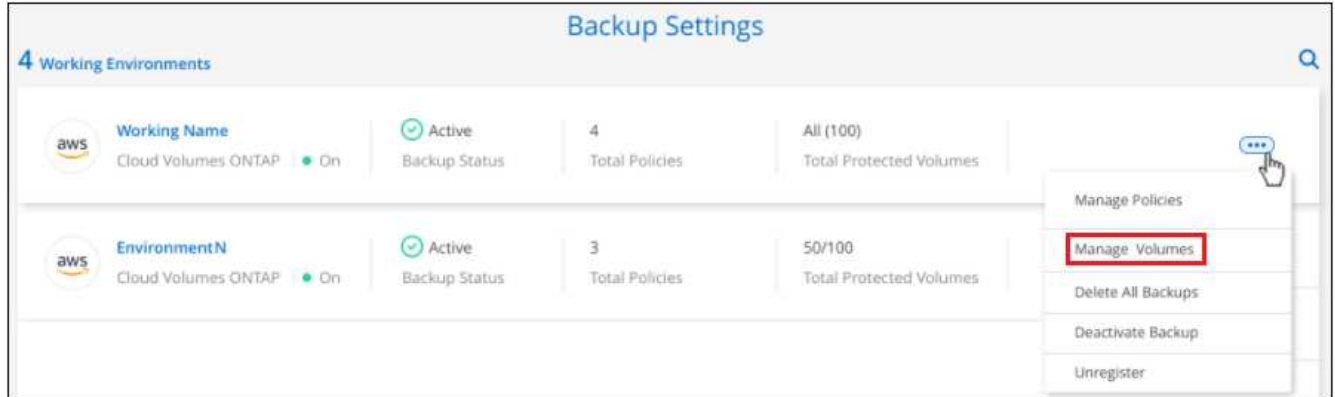 Backup Settings
4 Working Environments
aws
Working Name
Cloud Volumes ONTAP
On
Active
Backup Status
4
Total Policies
All (100)
Total Protected Volumes
Manage Policies
Manage Volumes
Delete All Backups
Deactivate Backup
Unregister
aws
EnvironmentN
Cloud Volumes ONTAP
On
Active
Backup Status
3
Total Policies
50/100
Total Protected Volumes